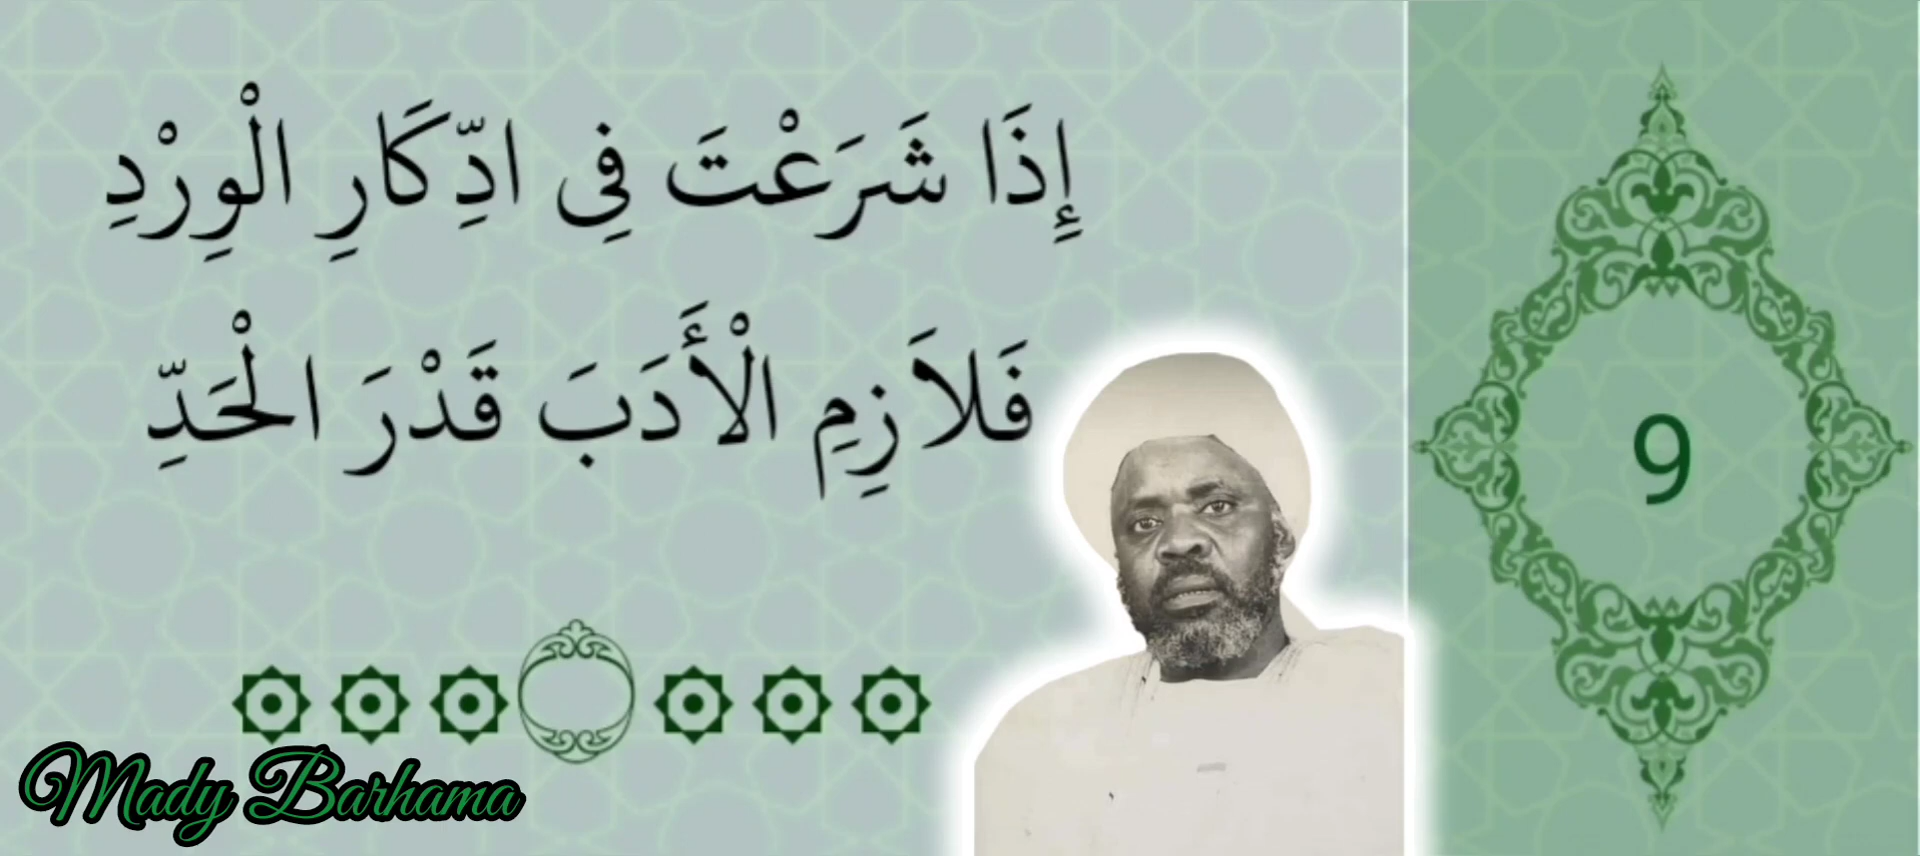 إِذَا شَرَعْتَ فِى ادِّكَارِ الْوِرْدِ
فَلاَزِمِ الْأَدَبَ قَدْرَ الْحَدِّ
9
Mady Barhama